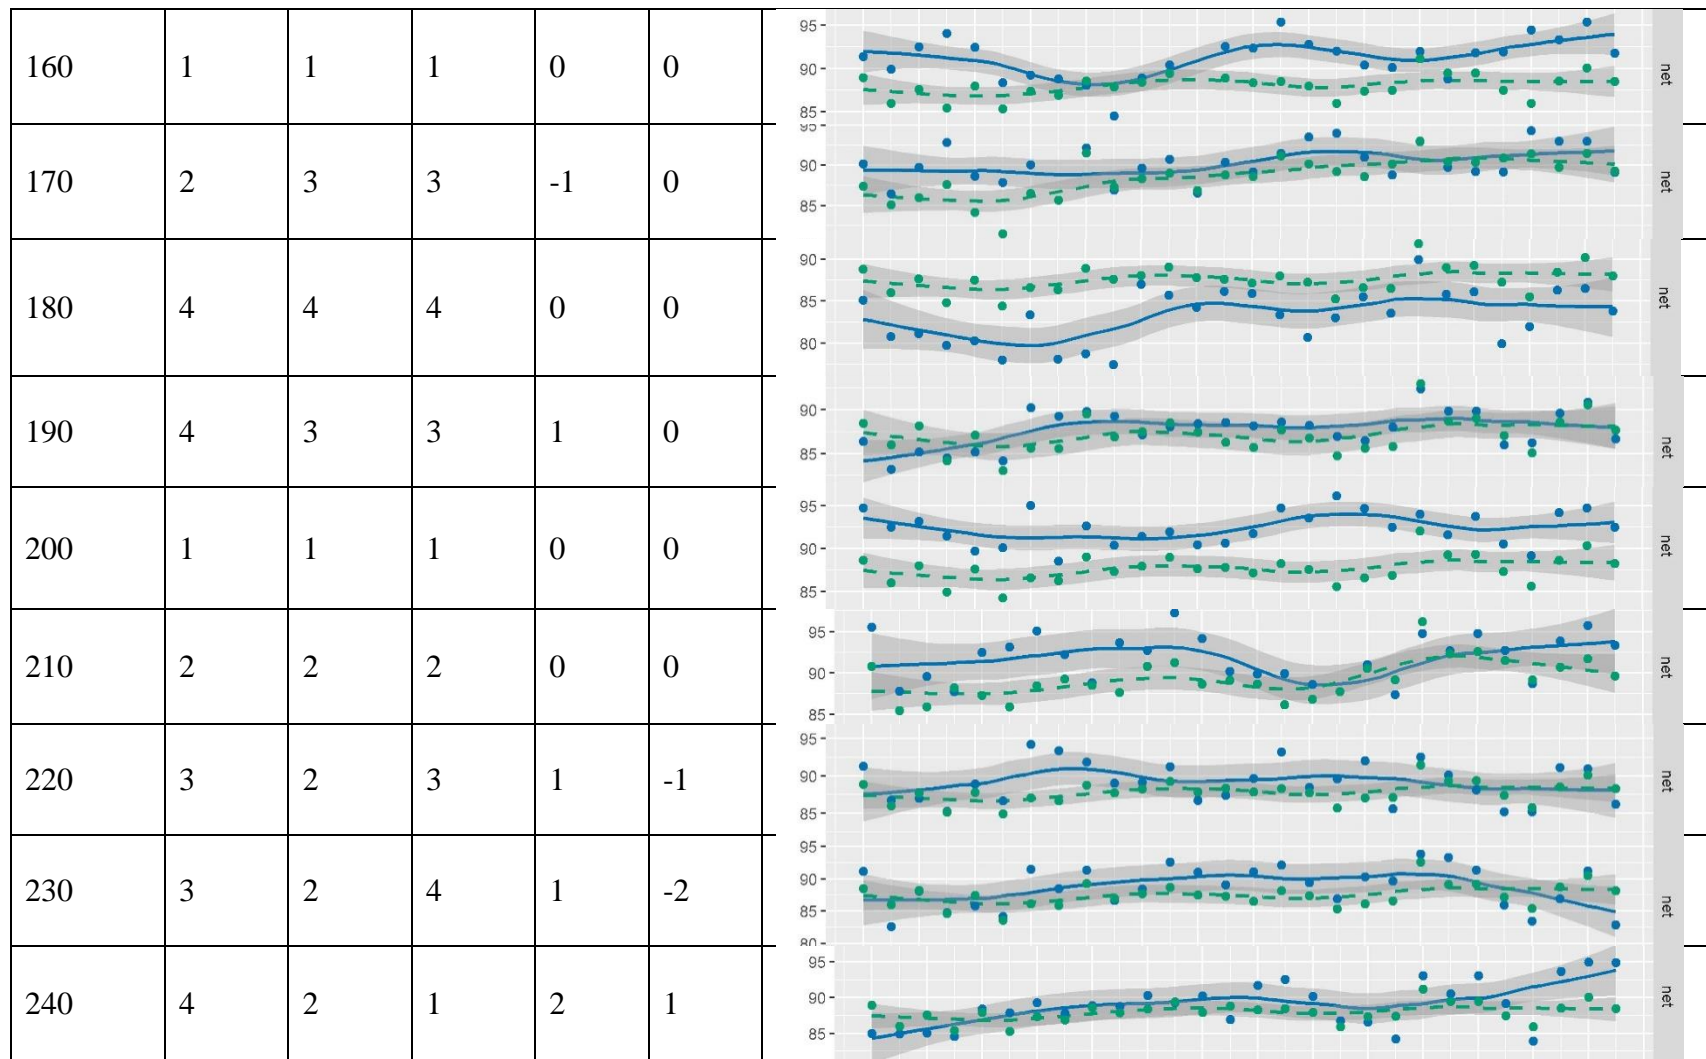 160 1 1 1 0 0 95 90 85 net
170 2 3 3 -1 0 95 90 85 net
180 4 4 4 0 0 90 85 80 net
190 4 3 3 1 0 90 85 net
200 1 1 1 0 0 95 90 85 net
210 2 2 2 0 0 95 90 85 net
220 3 2 3 1 -1 95 90 85 net
230 3 2 4 1 -2 95 90 85 80 net
240 4 2 1 2 1 95 90 85 net